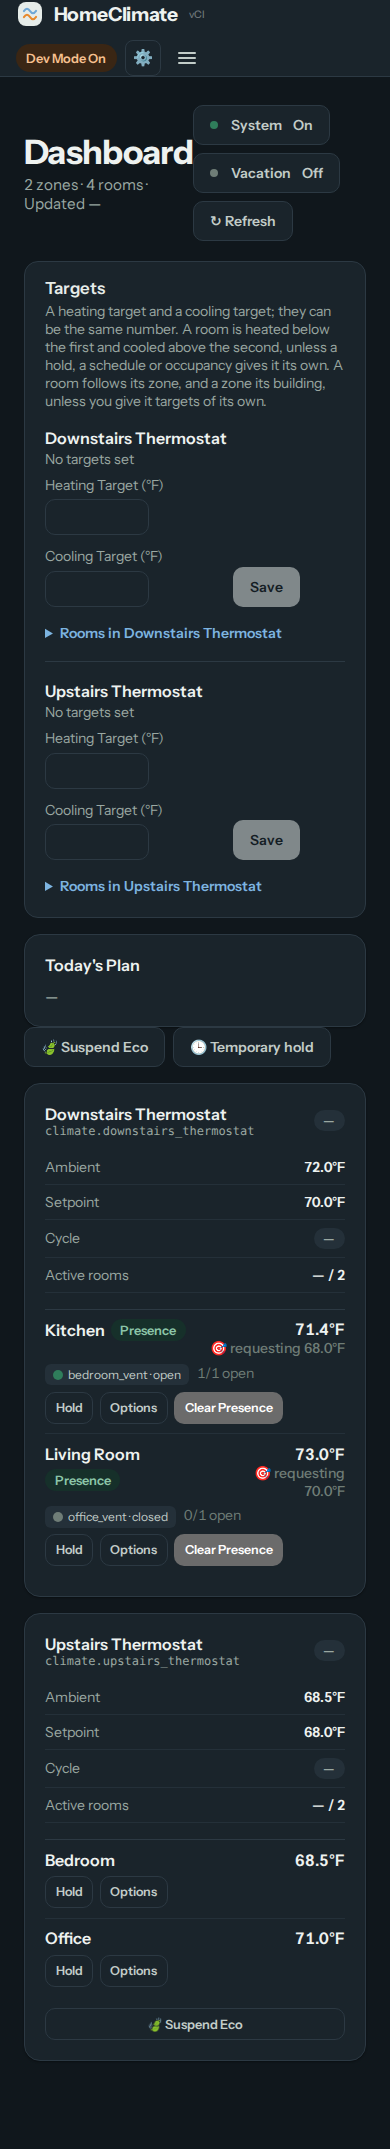 HomeClimate vCI
Dev Mode On
Dashboard
2 zones · 4 rooms ·
Updated —
System On
Vacation Off
↻ Refresh
Targets
A heating target and a cooling target; they can
be the same number. A room is heated below
the first and cooled above the second, unless a
hold, a schedule or occupancy gives it its own. A
room follows its zone, and a zone its building,
unless you give it targets of its own.
Downstairs Thermostat
No targets set
Heating Target (°F)
Cooling Target (°F)
Save
Rooms in Downstairs Thermostat
Upstairs Thermostat
No targets set
Heating Target (°F)
Cooling Target (°F)
Save
Rooms in Upstairs Thermostat
Today's Plan
—
Suspend Eco
Temporary hold
Downstairs Thermostat —
climate.downstairs_thermostat
Ambient 72.0°F
Setpoint 70.0°F
Cycle —
Active rooms — / 2
Kitchen Presence 71.4°F
requesting 68.0°F
bedroom_vent · open 1/1 open
Hold Options Clear Presence
Living Room 73.0°F
Presence requesting
70.0°F
office_vent · closed 0/1 open
Hold Options Clear Presence
Upstairs Thermostat —
climate.upstairs_thermostat
Ambient 68.5°F
Setpoint 68.0°F
Cycle —
Active rooms — / 2
Bedroom 68.5°F
Hold Options
Office 71.0°F
Hold Options
Suspend Eco